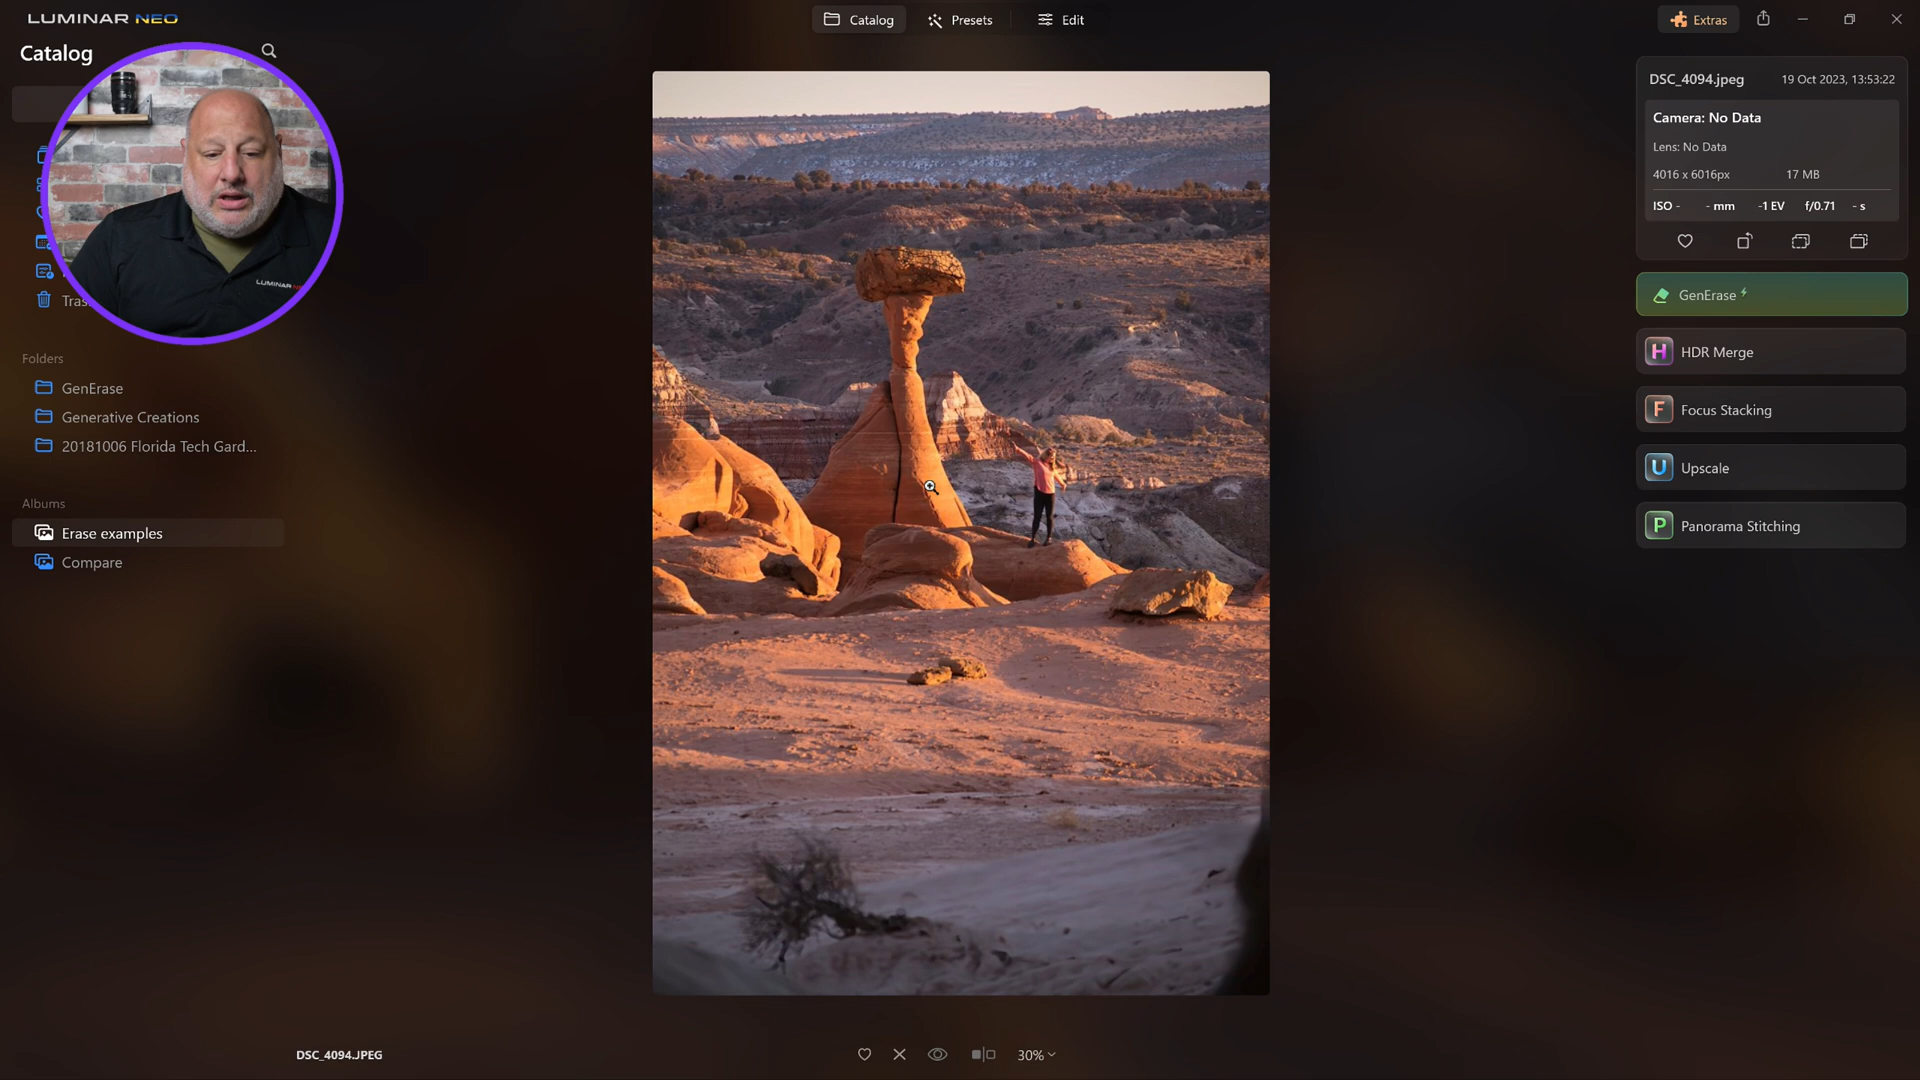 LUMINAR NEO
Catalog
Presets
Edit
Extras
Catalog
Trash
Folders
GenErase
Generative Creations
20181006 Florida Tech Gard...
Albums
Erase examples
Compare
LUMINAR
DSC_4094.jpeg 19 Oct 2023, 13:53:22
Camera: No Data
Lens: No Data
4016 x 6016px 17 MB
ISO - - mm -1 EV f/0.71 - s
GenErase
H HDR Merge
F Focus Stacking
U Upscale
P Panorama Stitching
DSC_4094.JPEG
30%